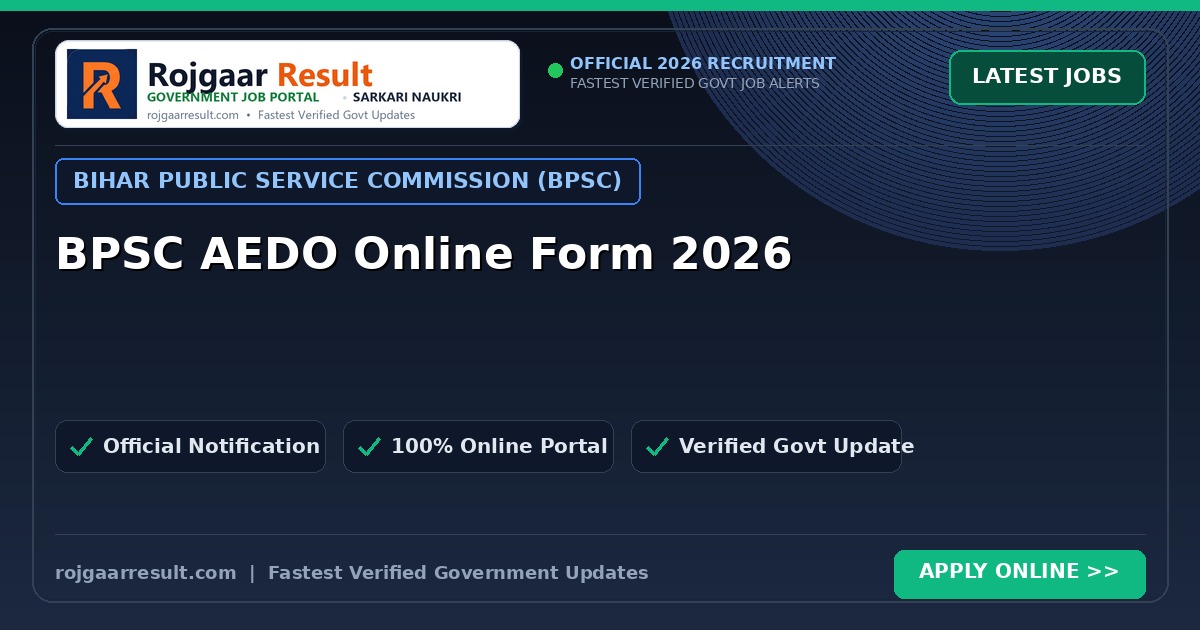 Rojgaar Result
GOVERNMENT JOB PORTAL • SARKARI NAUKRI
rojgaarresult.com • Fastest Verified Govt Updates
OFFICIAL 2026 RECRUITMENT
FASTEST VERIFIED GOVT JOB ALERTS
LATEST JOBS
BIHAR PUBLIC SERVICE COMMISSION (BPSC)
BPSC AEDO Online Form 2026
Official Notification
100% Online Portal
Verified Govt Update
rojgaarresult.com | Fastest Verified Government Updates
APPLY ONLINE >>